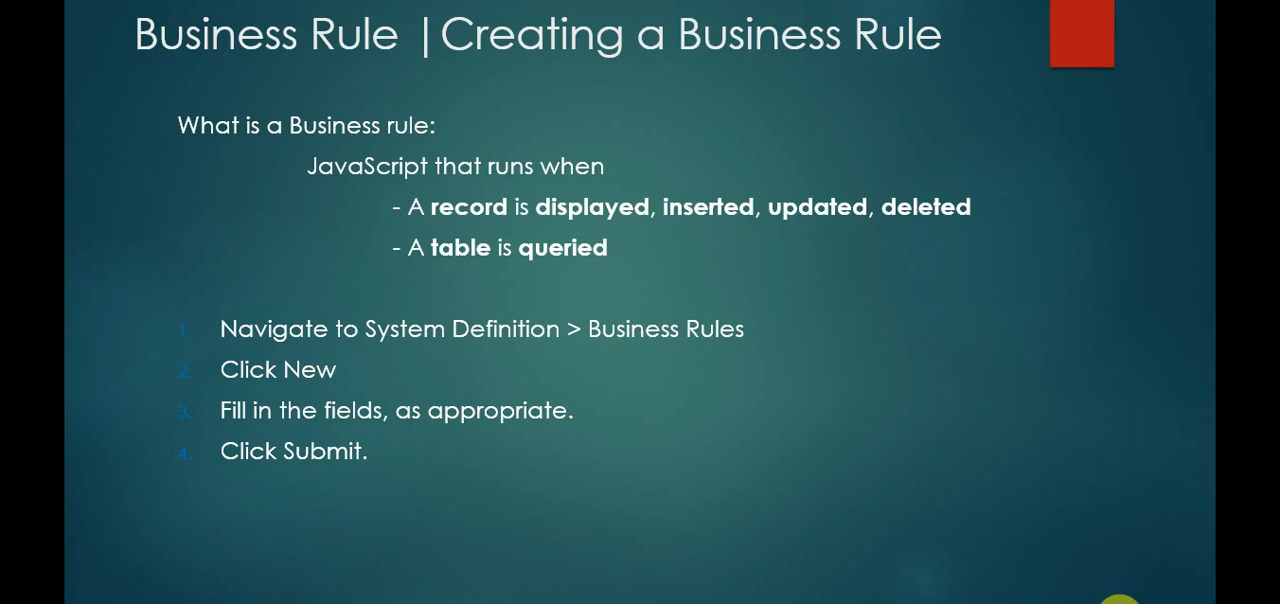 Business Rule | Creating a Business Rule
What is a Business rule:
JavaScript that runs when
- A record is displayed, inserted, updated, deleted
- A table is queried
1. Navigate to System Definition > Business Rules
2. Click New
3. Fill in the fields, as appropriate.
4. Click Submit.